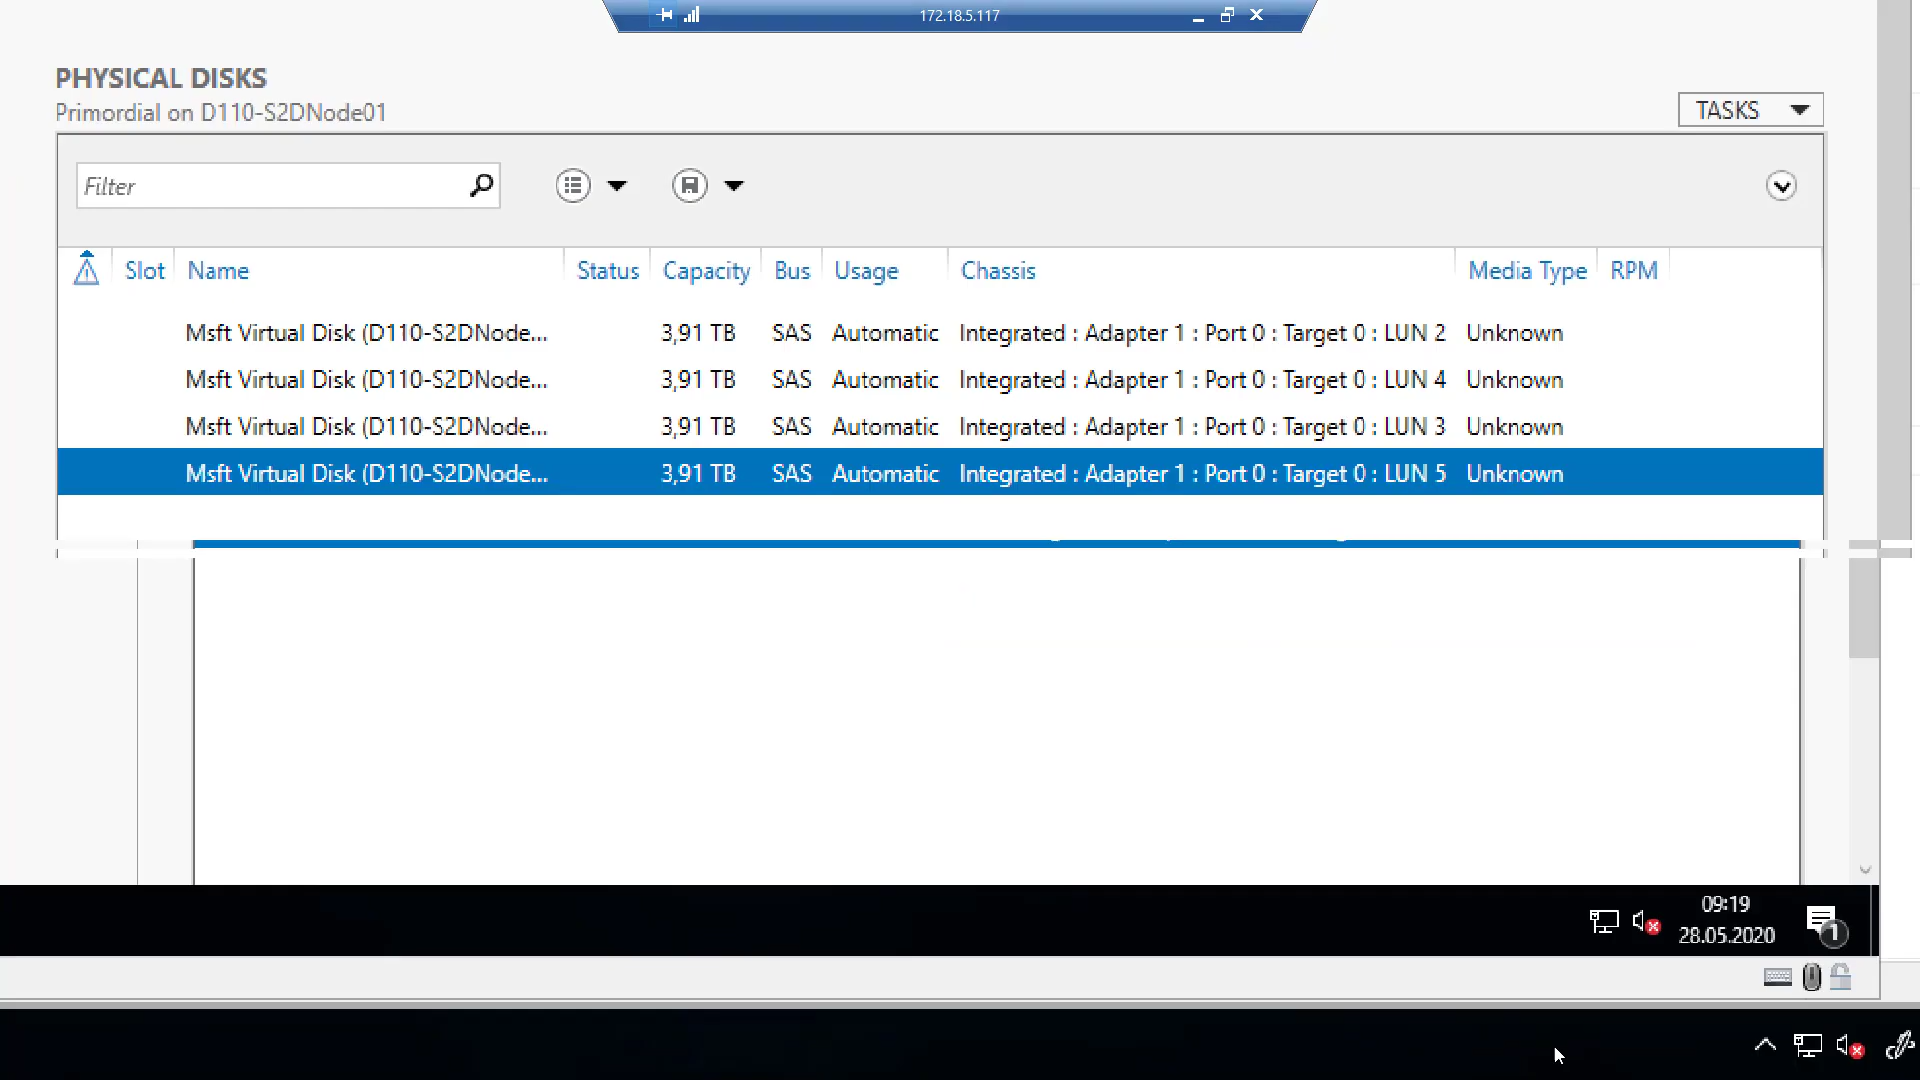 172.18.5.117
PHYSICAL DISKS
Primordial on D110-S2DNode01
TASKS
Filter
Slot Name Status Capacity Bus Usage Chassis Media Type RPM
Msft Virtual Disk (D110-S2DNode... 3,91 TB SAS Automatic Integrated : Adapter 1 : Port 0 : Target 0 : LUN 2 Unknown
Msft Virtual Disk (D110-S2DNode... 3,91 TB SAS Automatic Integrated : Adapter 1 : Port 0 : Target 0 : LUN 4 Unknown
Msft Virtual Disk (D110-S2DNode... 3,91 TB SAS Automatic Integrated : Adapter 1 : Port 0 : Target 0 : LUN 3 Unknown
Msft Virtual Disk (D110-S2DNode... 3,91 TB SAS Automatic Integrated : Adapter 1 : Port 0 : Target 0 : LUN 5 Unknown
09:19
28.05.2020
1